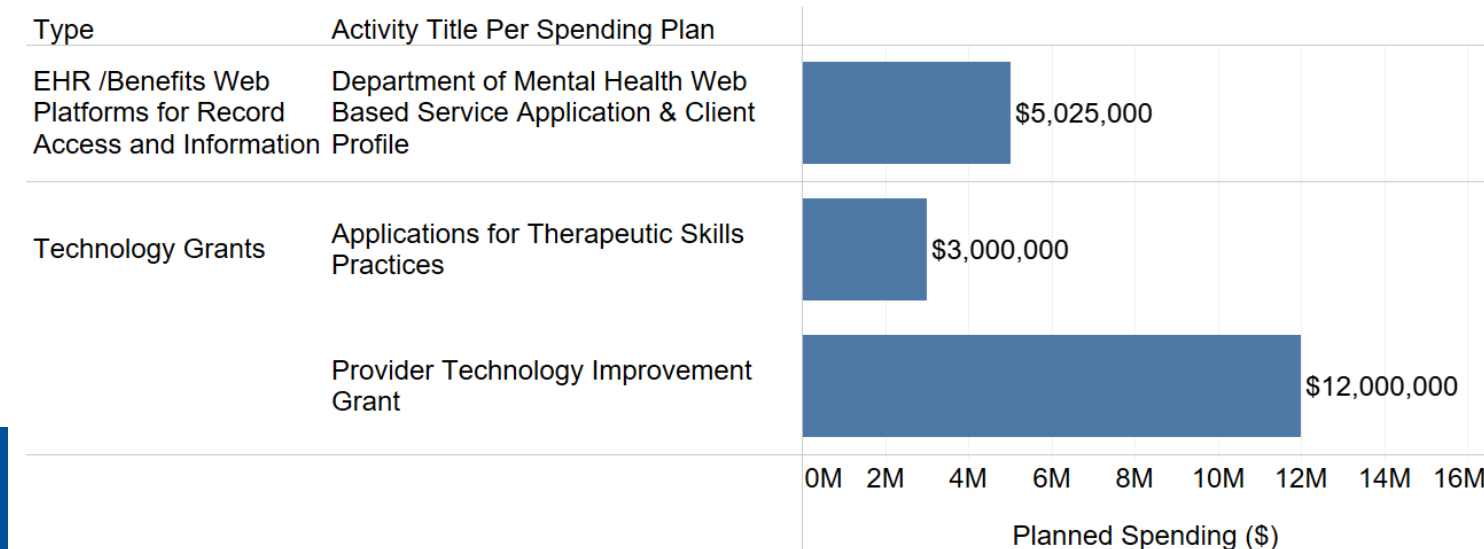 Type
Activity Title Per Spending Plan
EHR /Benefits Web
Platforms for Record
Access and Information
Department of Mental Health Web
Based Service Application & Client
Profile
$5,025,000
Technology Grants
Applications for Therapeutic Skills
Practices
$3,000,000
Provider Technology Improvement
Grant
$12,000,000
0M 2M 4M 6M 8M 10M 12M 14M 16M
Planned Spending ($)